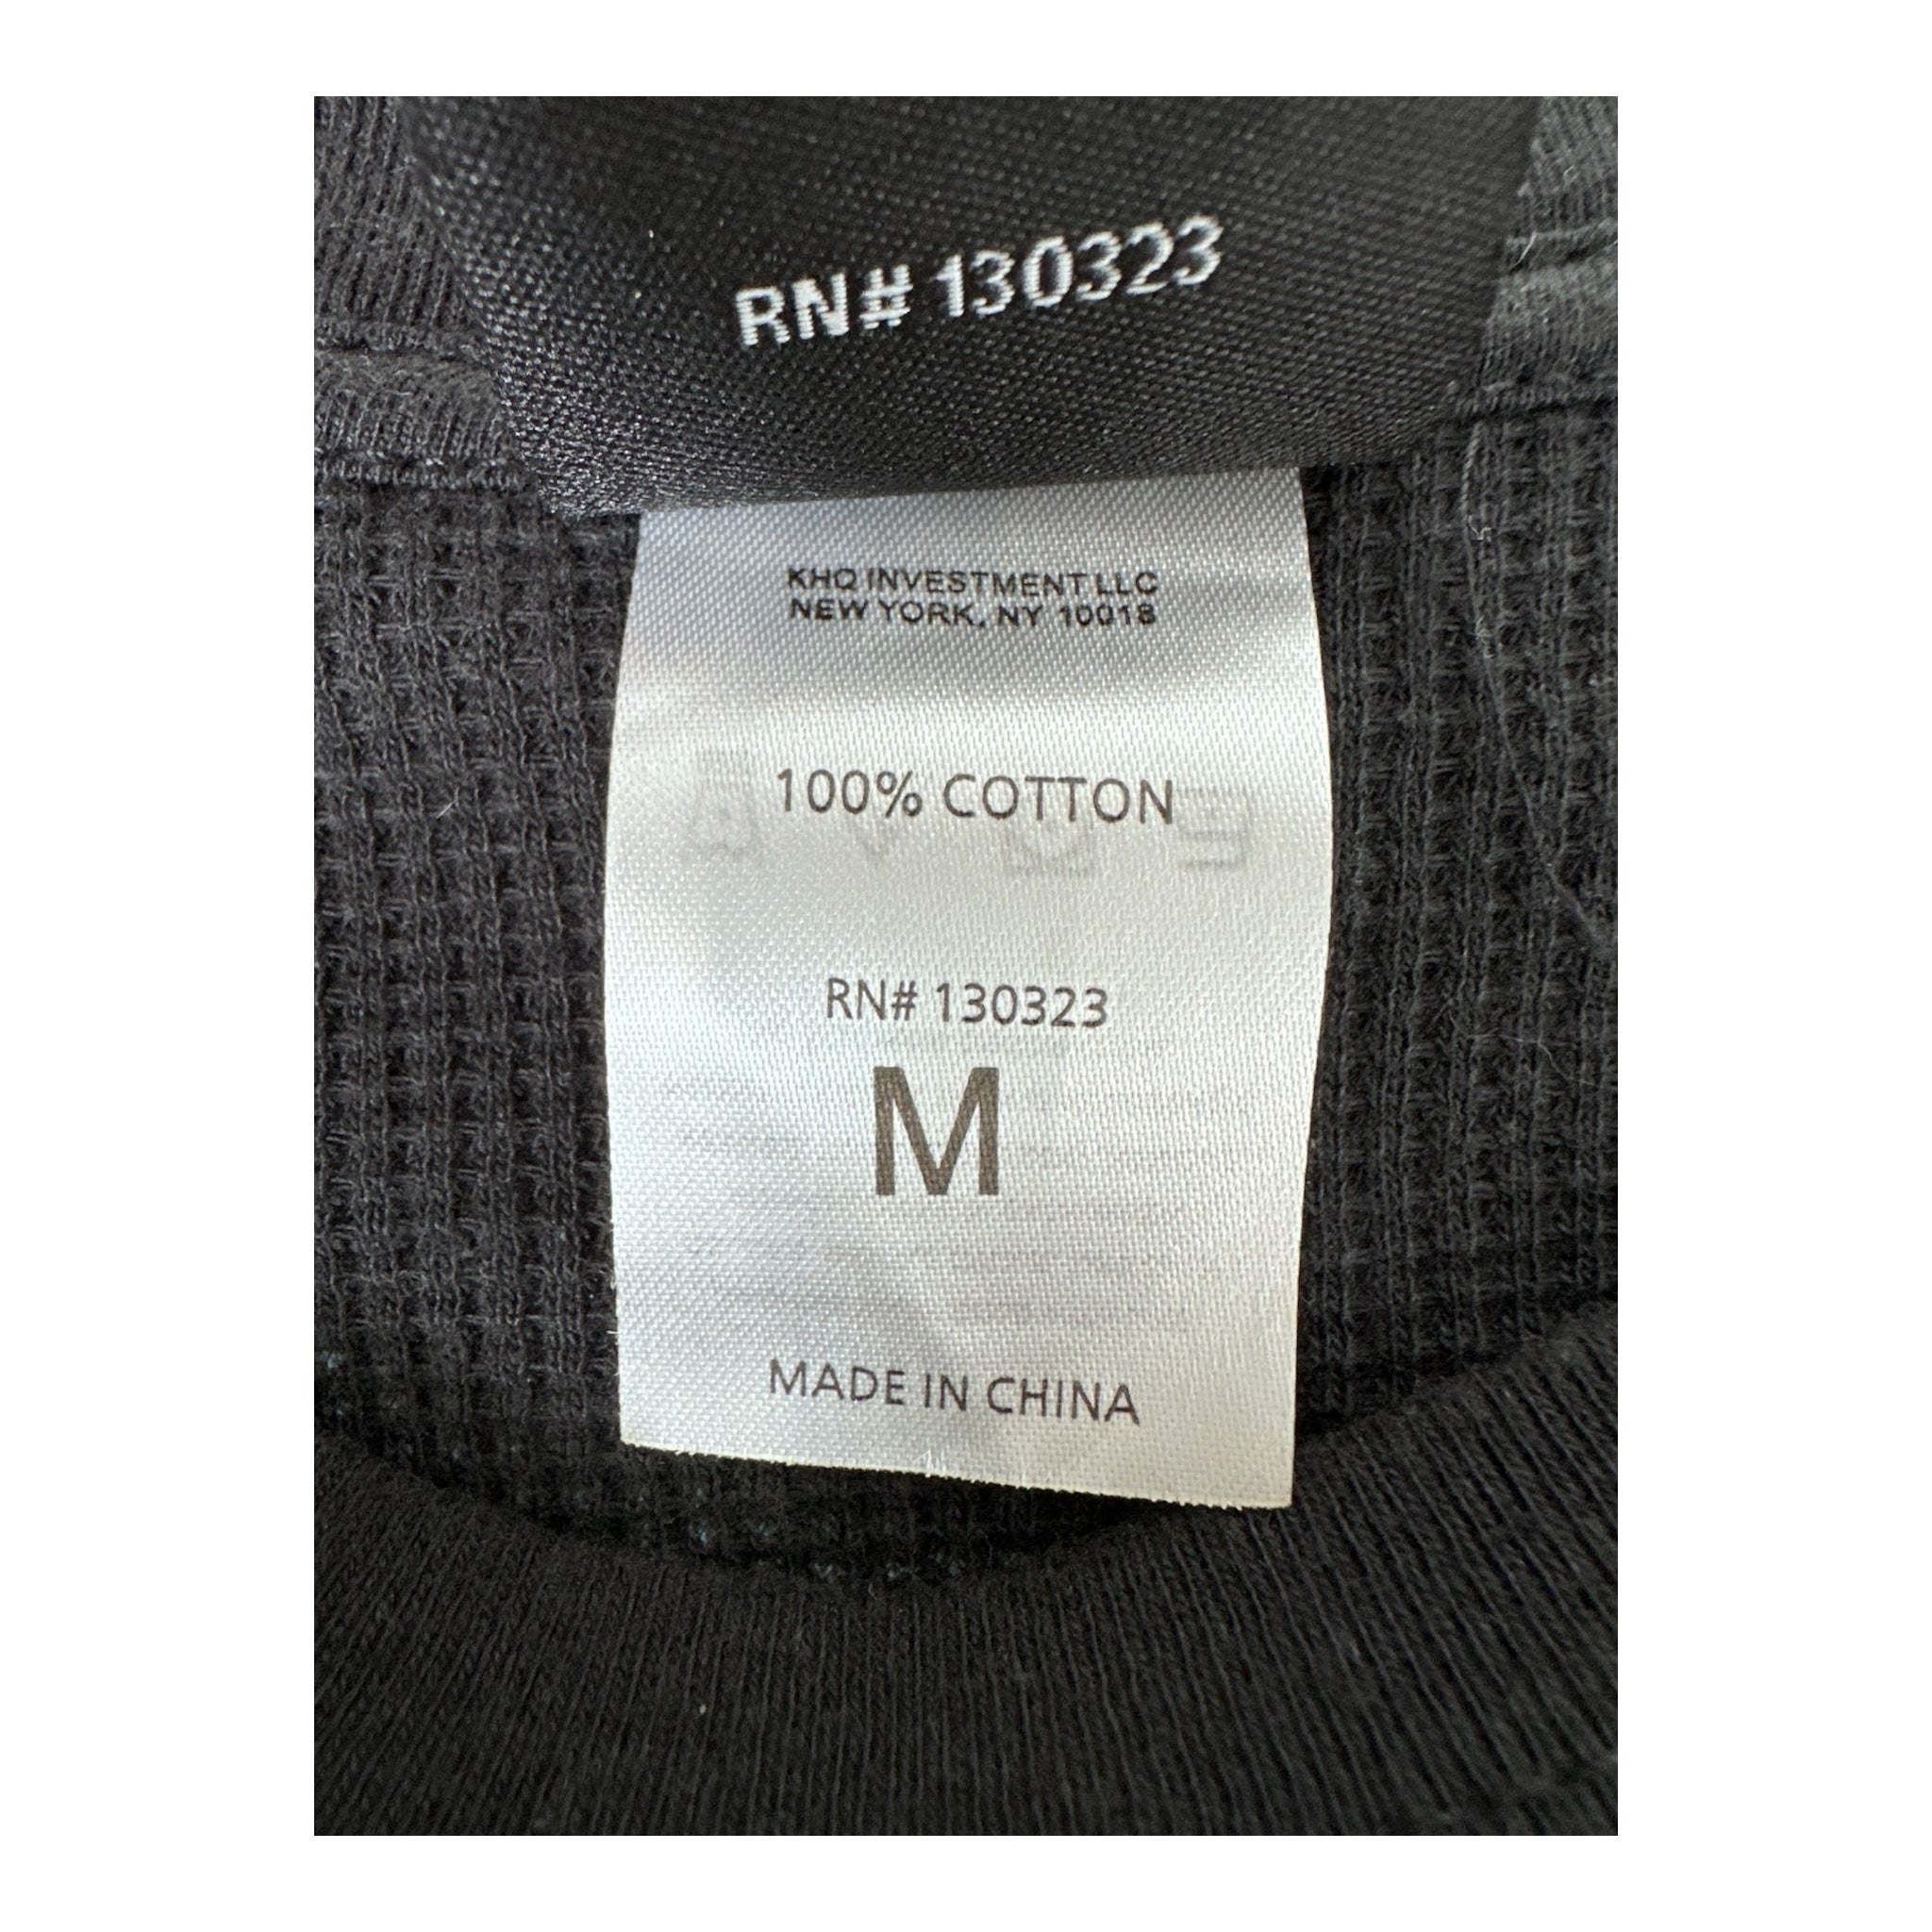 RN# 130323
KHQ INVESTMENT LLC
NEW YORK, NY 10018
100% COTTON
RN# 130323
M
MADE IN CHINA